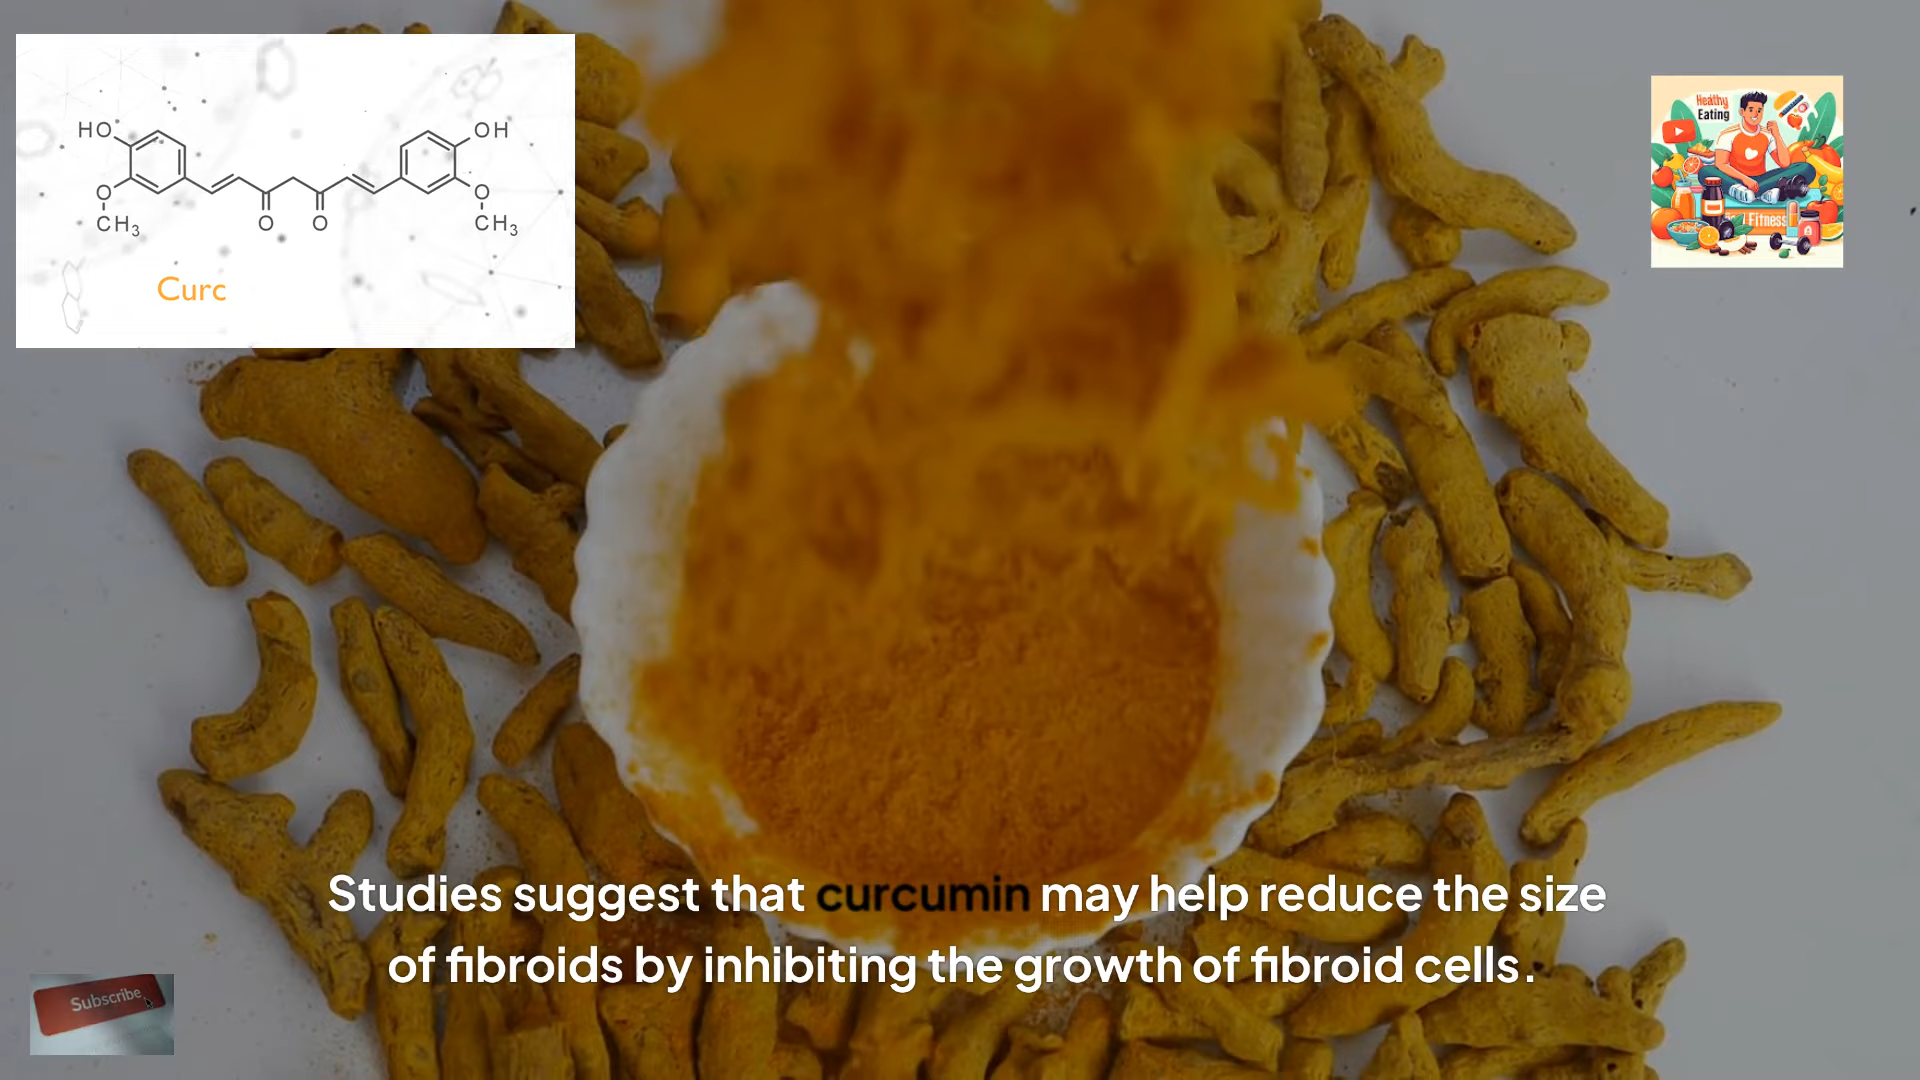 HO
OH
O
O
CH3
O
O
CH3
Curc
Healthy
Eating
Fitness
Studies suggest that curcumin may help reduce the size
of fibroids by inhibiting the growth of fibroid cells.
Subscribe